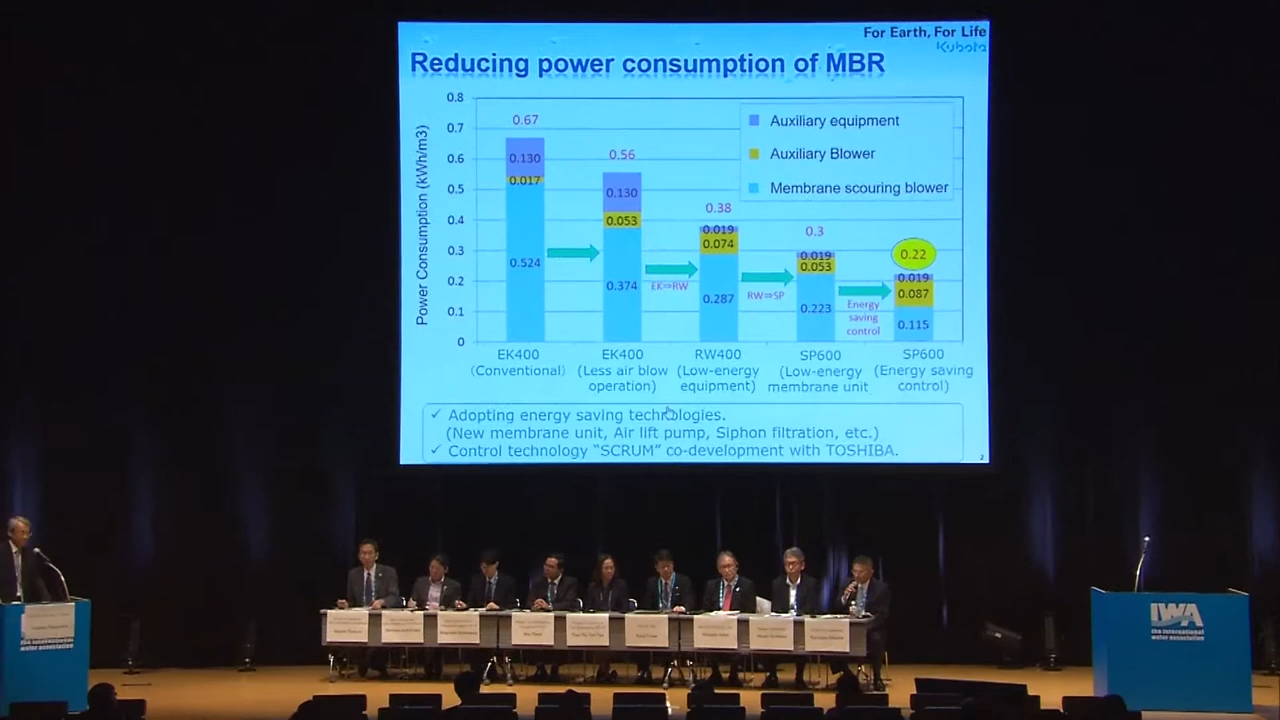 For Earth, For Life
Kubota
Reducing power consumption of MBR
Power Consumption (kWh/m3)
0.8
0.7
0.6
0.5
0.4
0.3
0.2
0.1
0
0.67
0.130
0.017
0.524
0.56
0.130
0.053
0.374
EK⇒RW
0.38
0.019
0.074
0.287
RW⇒SP
0.3
0.019
0.053
0.223
Energy
saving
control
0.22
0.019
0.087
0.115
Auxiliary equipment
Auxiliary Blower
Membrane scouring blower
EK400
(Conventional)
EK400
(Less air blow
operation)
RW400
(Low-energy
equipment)
SP600
(Low-energy
membrane unit
SP600
(Energy saving
control)
✓ Adopting energy saving technologies.
(New membrane unit, Air lift pump, Siphon filtration, etc.)
✓ Control technology “SCRUM” co-development with TOSHIBA.
2
the international
water association
IWA
the international
water association